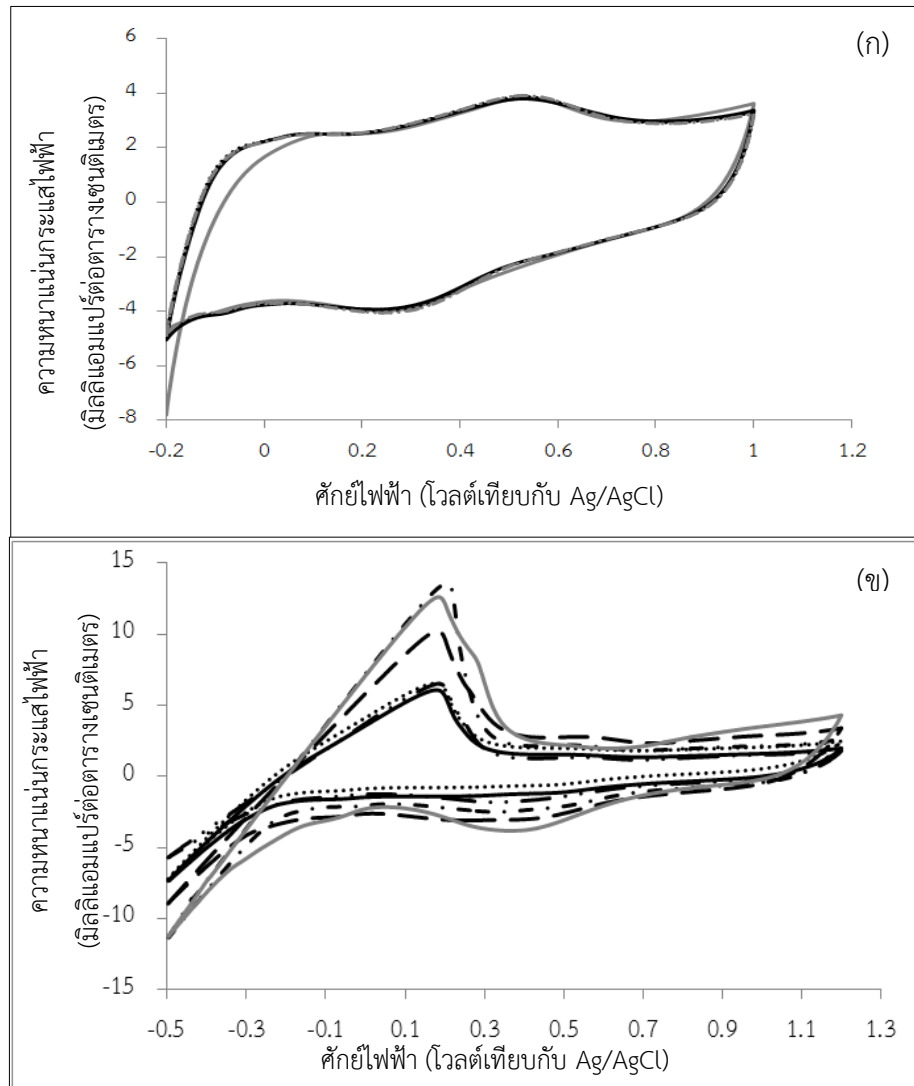 (ก)
6
4
2
0
-2
-4
-6
-8
-0.2 0 0.2 0.4 0.6 0.8 1 1.2
ความหนาแน่นกระแสไฟฟ้า
(มิลลิแอมแปร์ต่อตารางเซนติเมตร)
ศักย์ไฟฟ้า (โวลต์เทียบกับ Ag/AgCl)
(ข)
15
10
5
0
-5
-10
-15
-0.5 -0.3 -0.1 0.1 0.3 0.5 0.7 0.9 1.1 1.3
ความหนาแน่นกระแสไฟฟ้า
(มิลลิแอมแปร์ต่อตารางเซนติเมตร)
ศักย์ไฟฟ้า (โวลต์เทียบกับ Ag/AgCl)